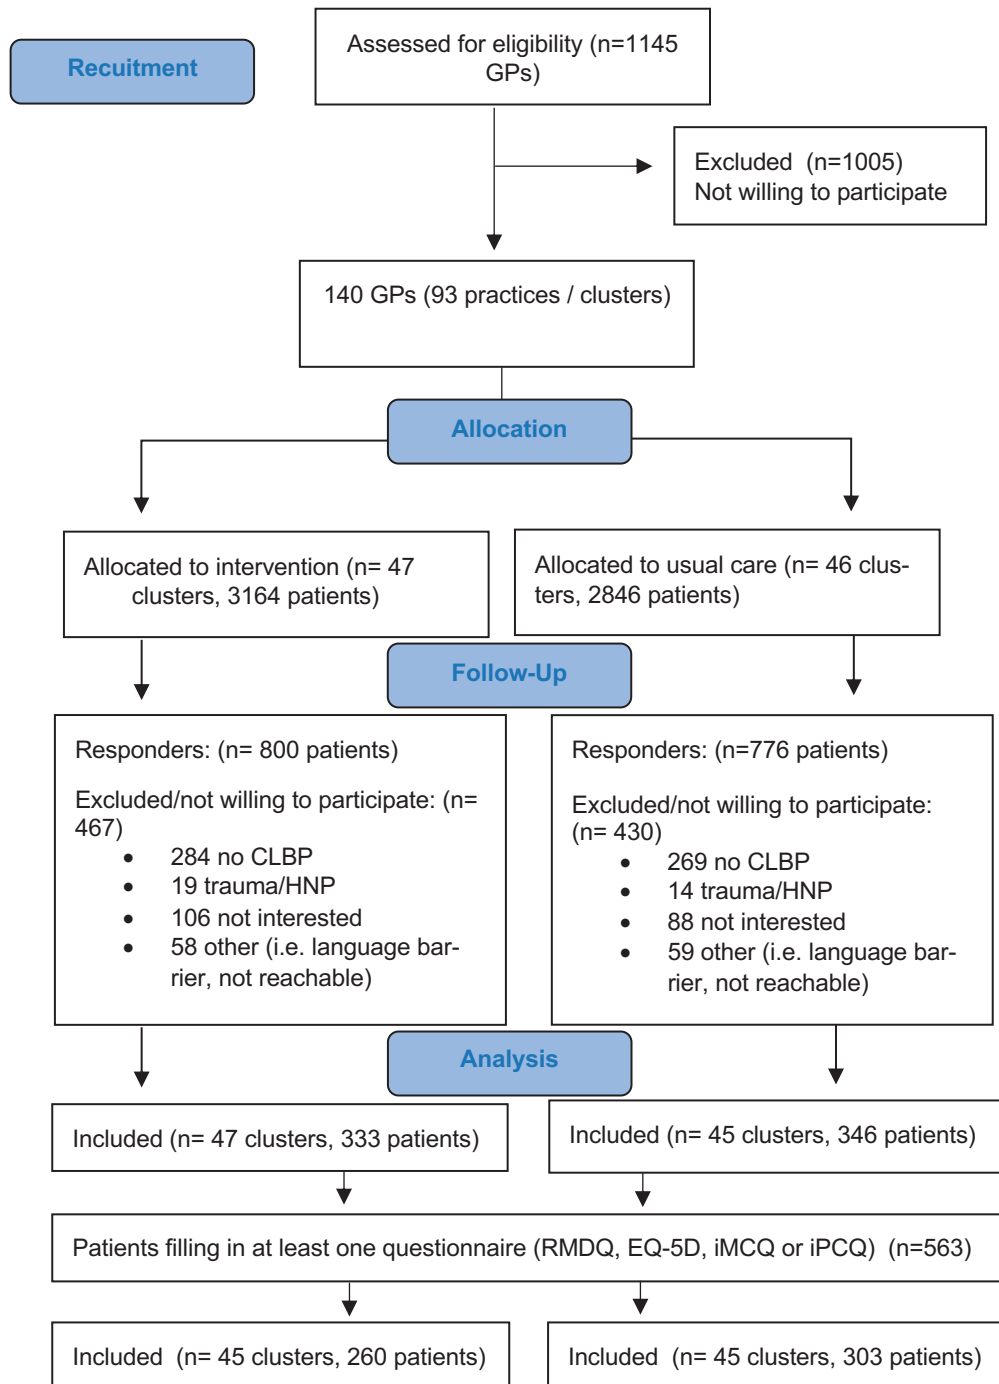 Recuitment
Assessed for eligibility (n=1145
GPs)
Excluded (n=1005)
Not willing to participate
140 GPs (93 practices / clusters)
Allocation
Allocated to intervention (n= 47
clusters, 3164 patients)
Allocated to usual care (n= 46 clus-
ters, 2846 patients)
Follow-Up
Responders: (n= 800 patients)
Excluded/not willing to participate: (n=
467)
• 284 no CLBP
• 19 trauma/HNP
• 106 not interested
• 58 other (i.e. language bar-
rier, not reachable)
Responders: (n=776 patients)
Excluded/not willing to participate:
(n= 430)
• 269 no CLBP
• 14 trauma/HNP
• 88 not interested
• 59 other (i.e. language bar-
rier, not reachable)
Analysis
Included (n= 47 clusters, 333 patients)
Included (n= 45 clusters, 346 patients)
Patients filling in at least one questionnaire (RMDQ, EQ-5D, iMCQ or iPCQ) (n=563)
Included (n= 45 clusters, 260 patients)
Included (n= 45 clusters, 303 patients)